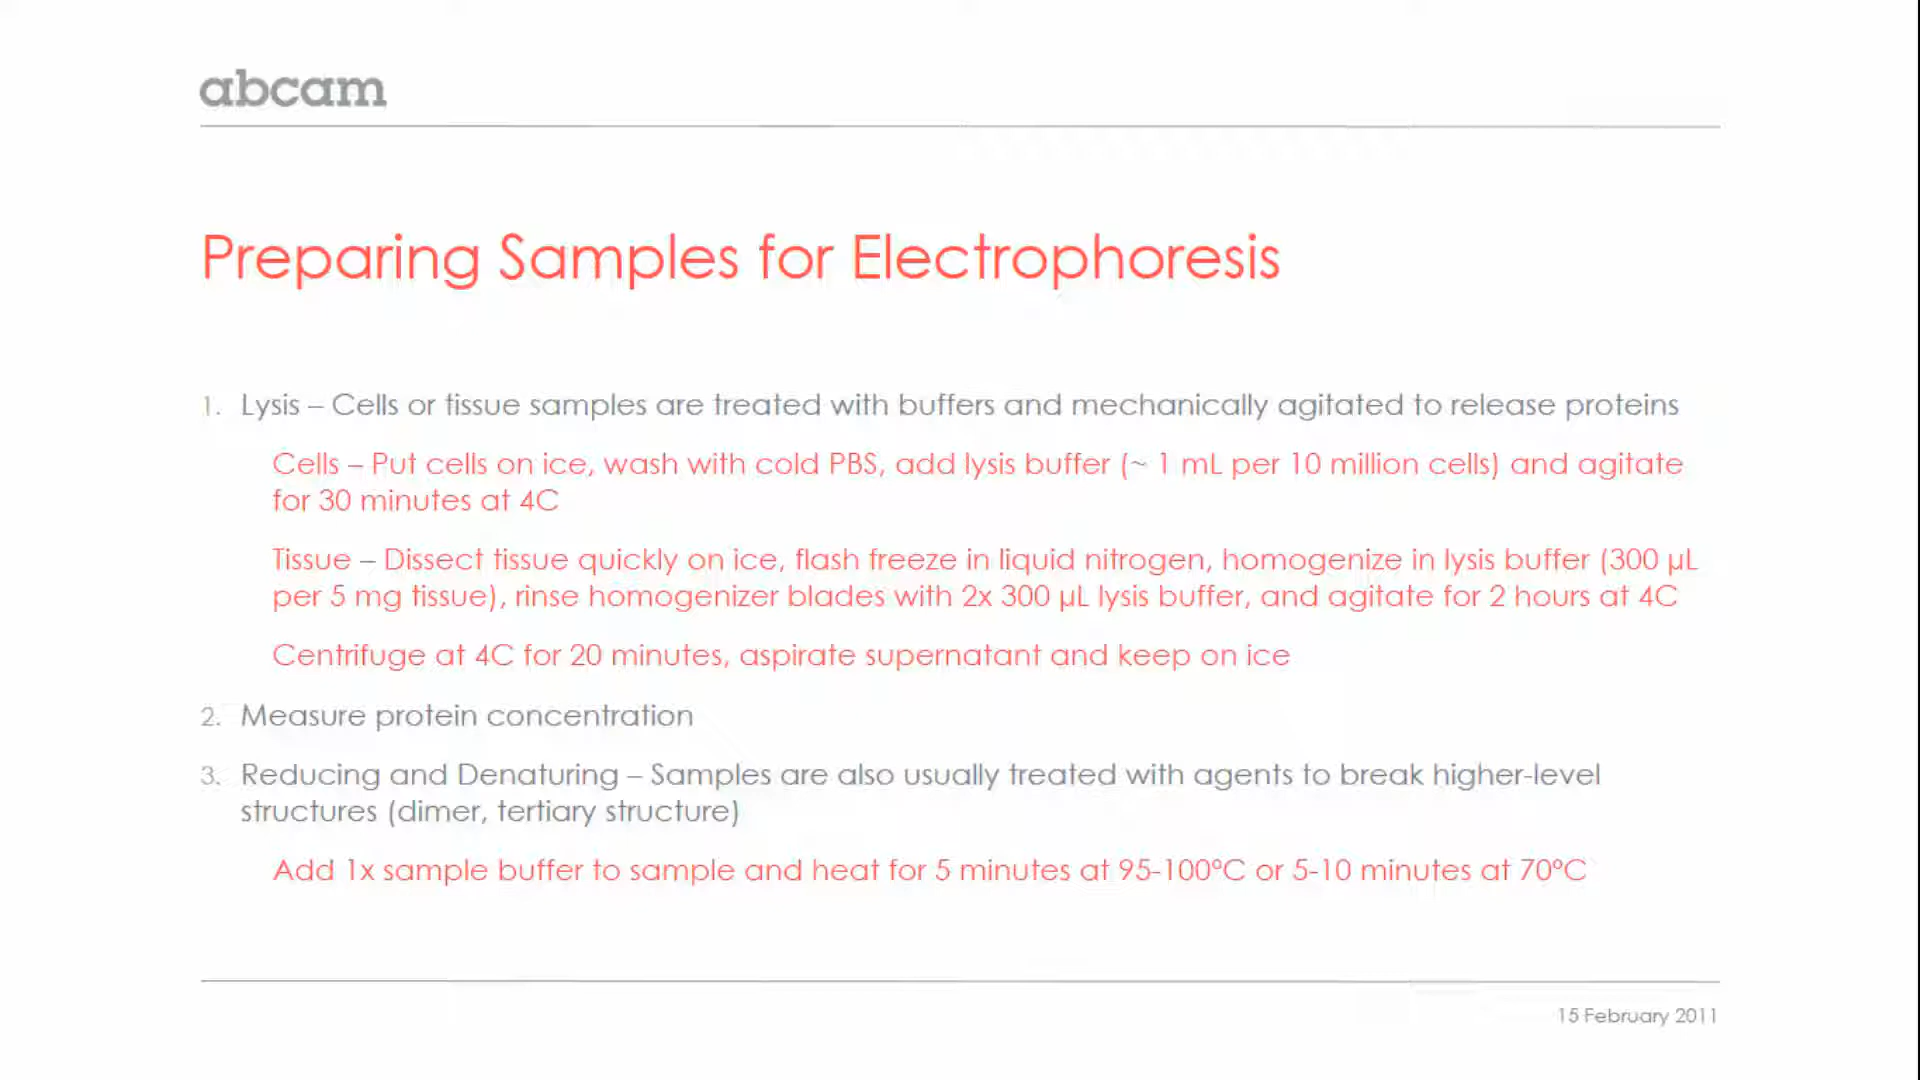 abcam
Preparing Samples for Electrophoresis
1. Lysis – Cells or tissue samples are treated with buffers and mechanically agitated to release proteins
Cells – Put cells on ice, wash with cold PBS, add lysis buffer (~ 1 mL per 10 million cells) and agitate
for 30 minutes at 4C
Tissue – Dissect tissue quickly on ice, flash freeze in liquid nitrogen, homogenize in lysis buffer (300 µL
per 5 mg tissue), rinse homogenizer blades with 2x 300 µL lysis buffer, and agitate for 2 hours at 4C
Centrifuge at 4C for 20 minutes, aspirate supernatant and keep on ice
2. Measure protein concentration
3. Reducing and Denaturing – Samples are also usually treated with agents to break higher-level
structures (dimer, tertiary structure)
Add 1x sample buffer to sample and heat for 5 minutes at 95-100ºC or 5-10 minutes at 70ºC
15 February 2011